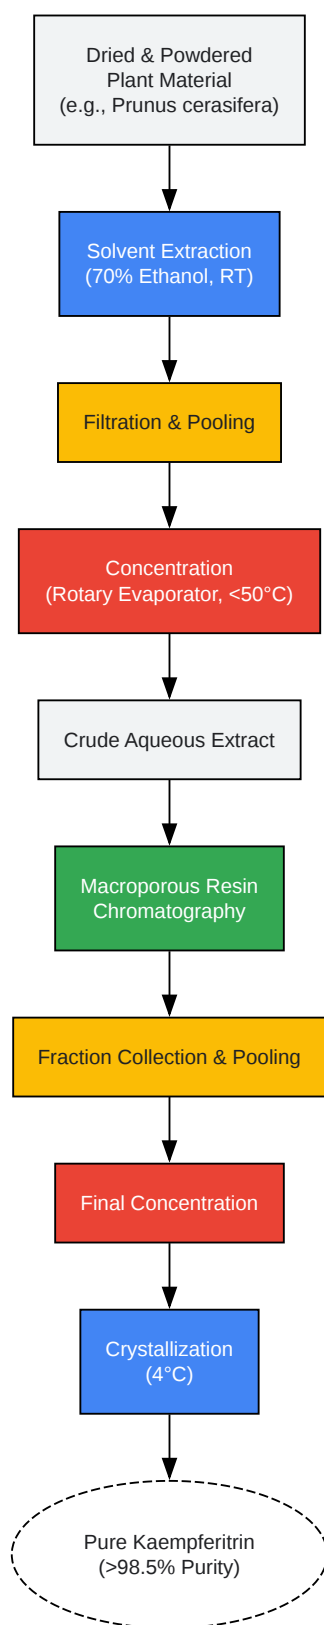 Dried & Powdered
Plant Material
(e.g., Prunus cerasifera)
Solvent Extraction
(70% Ethanol, RT)
Filtration & Pooling
Concentration
(Rotary Evaporator, <50°C)
Crude Aqueous Extract
Macroporous Resin
Chromatography
Fraction Collection & Pooling
Final Concentration
Crystallization
(4°C)
Pure Kaempferitrin
(>98.5% Purity)